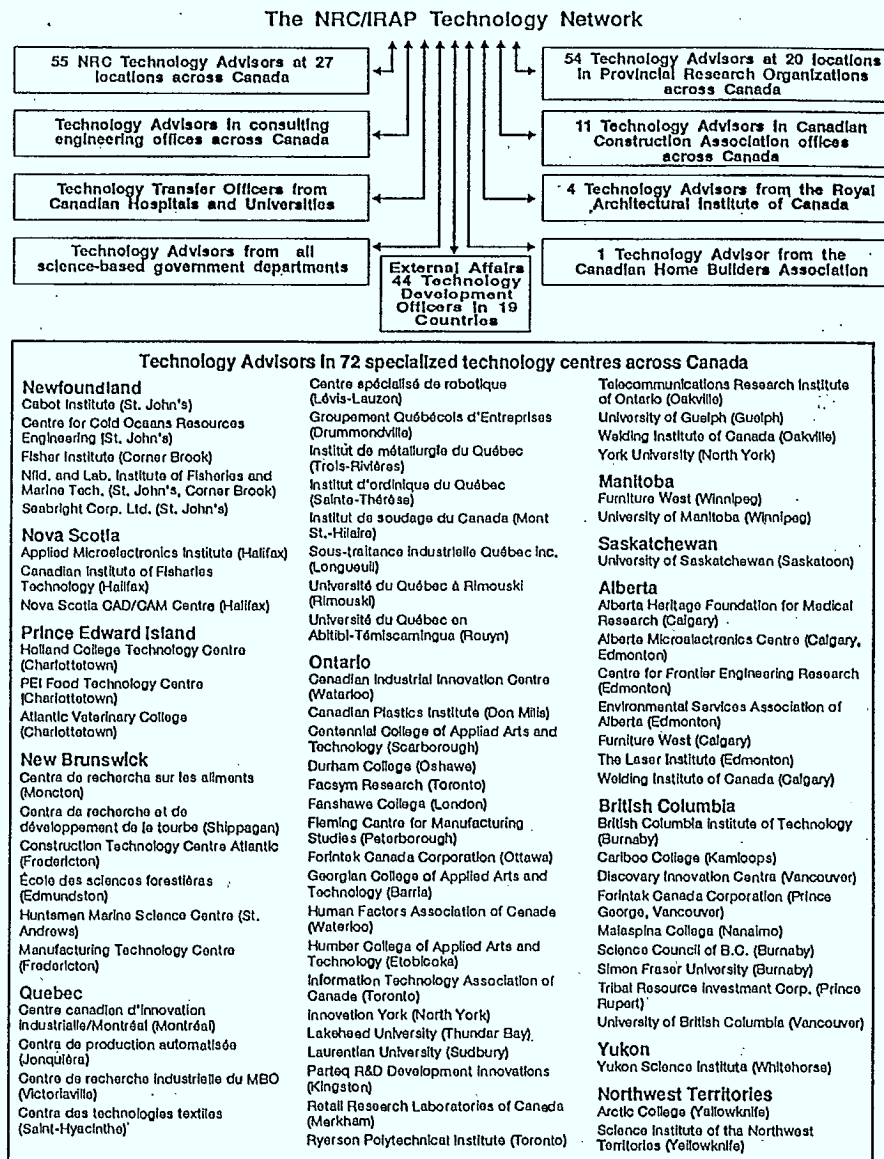 The NRC/IRAP Technology Network
55 NRC Technology Advisors at 27
locations across Canada
54 Technology Advisors at 20 locations
in Provincial Research Organizations
across Canada
Technology Advisors in consulting
engineering offices across Canada
11 Technology Advisors in Canadian
Construction Association offices
across Canada
Technology Transfer Officers from
Canadian Hospitals and Universities
4 Technology Advisors from the Royal
Architectural Institute of Canada
Technology Advisors from all
science-based government departments
External Affairs
44 Technology
Development
Officers in 19
Countries
1 Technology Advisor from the
Canadian Home Builders Association
Technology Advisors in 72 specialized technology centres across Canada
Newfoundland
Cabot Institute (St. John's)
Centre for Cold Oceans Resources
Engineering (St. John's)
Fisher Institute (Corner Brook)
Nfld. and Lab. Institute of Fisheries and
Marine Tech. (St. John's, Corner Brook)
Seabright Corp. Ltd. (St. John's)
Nova Scotia
Applied Microelectronics Institute (Halifax)
Canadian Institute of Fisheries
Technology (Halifax)
Nova Scotia CAD/CAM Centre (Halifax)
Prince Edward Island
Holland College Technology Centre
(Charlottetown)
PEI Food Technology Centre
(Charlottetown)
Atlantic Veterinary College
(Charlottetown)
New Brunswick
Centre de recherche sur les aliments
(Moncton)
Centre de recherche et de
développement de la tourbe (Shippagan)
Construction Technology Centre Atlantic
(Fredericton)
École des sciences forestières
(Edmundston)
Huntsman Marine Science Centre (St.
Andrews)
Manufacturing Technology Centre
(Fredericton)
Quebec
Centre canadien d'innovation
industrielle/Montréal (Montréal)
Centre de production automatisée
(Jonquière)
Centre de recherche industrielle du MBO
(Victoriaville)
Centre des technologies textiles
(Saint-Hyacinthe)
Centre spécialisé de robotique
(Lévis-Lauzon)
Groupement Québécois d'Entreprises
(Drummondville)
Institut de métallurgie du Québec
(Trois-Rivières)
Institut d'ordinique du Québec
(Sainte-Thérèse)
Institut de soudage du Canada (Mont
St.-Hilaire)
Sous-traitance Industrielle Québec Inc.
(Longueuil)
Université du Québec à Rimouski
(Rimouski)
Université du Québec en
Abitibi-Témiscamingue (Rouyn)
Ontario
Canadian Industrial Innovation Centre
(Waterloo)
Canadian Plastics Institute (Don Mills)
Centennial College of Applied Arts and
Technology (Scarborough)
Durham College (Oshawa)
Facsym Research (Toronto)
Fanshawe College (London)
Fleming Centre for Manufacturing
Studies (Peterborough)
Forintek Canada Corporation (Ottawa)
Georgian College of Applied Arts and
Technology (Barrie)
Human Factors Association of Canada
(Waterloo)
Humber College of Applied Arts and
Technology (Etobicoke)
Information Technology Association of
Canada (Toronto)
Innovation York (North York)
Lakehead University (Thunder Bay)
Laurentian University (Sudbury)
Parteq R&D Development Innovations
(Kingston)
Retail Research Laboratories of Canada
(Markham)
Ryerson Polytechnical Institute (Toronto)
Telecommunications Research Institute
of Ontario (Oakville)
University of Guelph (Guelph)
Welding Institute of Canada (Oakville)
York University (North York)
Manitoba
Furniture West (Winnipeg)
University of Manitoba (Winnipeg)
Saskatchewan
University of Saskatchewan (Saskatoon)
Alberta
Alberta Heritage Foundation for Medical
Research (Calgary)
Alberta Microelectronics Centre (Calgary,
Edmonton)
Centre for Frontier Engineering Research
(Edmonton)
Environmental Services Association of
Alberta (Edmonton)
Furniture West (Calgary)
The Laser Institute (Edmonton)
Welding Institute of Canada (Calgary)
British Columbia
British Columbia Institute of Technology
(Burnaby)
Cariboo College (Kamloops)
Discovery Innovation Centre (Vancouver)
Forintek Canada Corporation (Prince
George, Vancouver)
Malaspina College (Nanaimo)
Science Council of B.C. (Burnaby)
Simon Fraser University (Burnaby)
Tribal Resource Investment Corp. (Prince
Rupert)
University of British Columbia (Vancouver)
Yukon
Yukon Science Institute (Whitehorse)
Northwest Territories
Arctic College (Yellowknife)
Science Institute of the Northwest
Territories (Yellowknife)